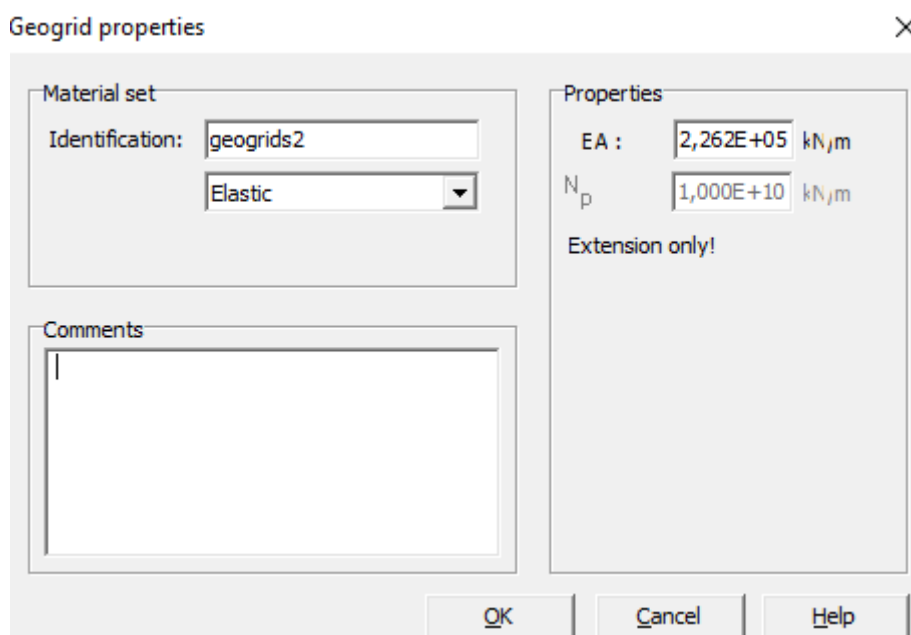 Geogrid properties
Material set
Identification: geogrids2
Elastic
Comments
Properties
EA : 2,262E+05 kN/m
Np 1,000E+10 kN/m
Extension only!
OK Cancel Help